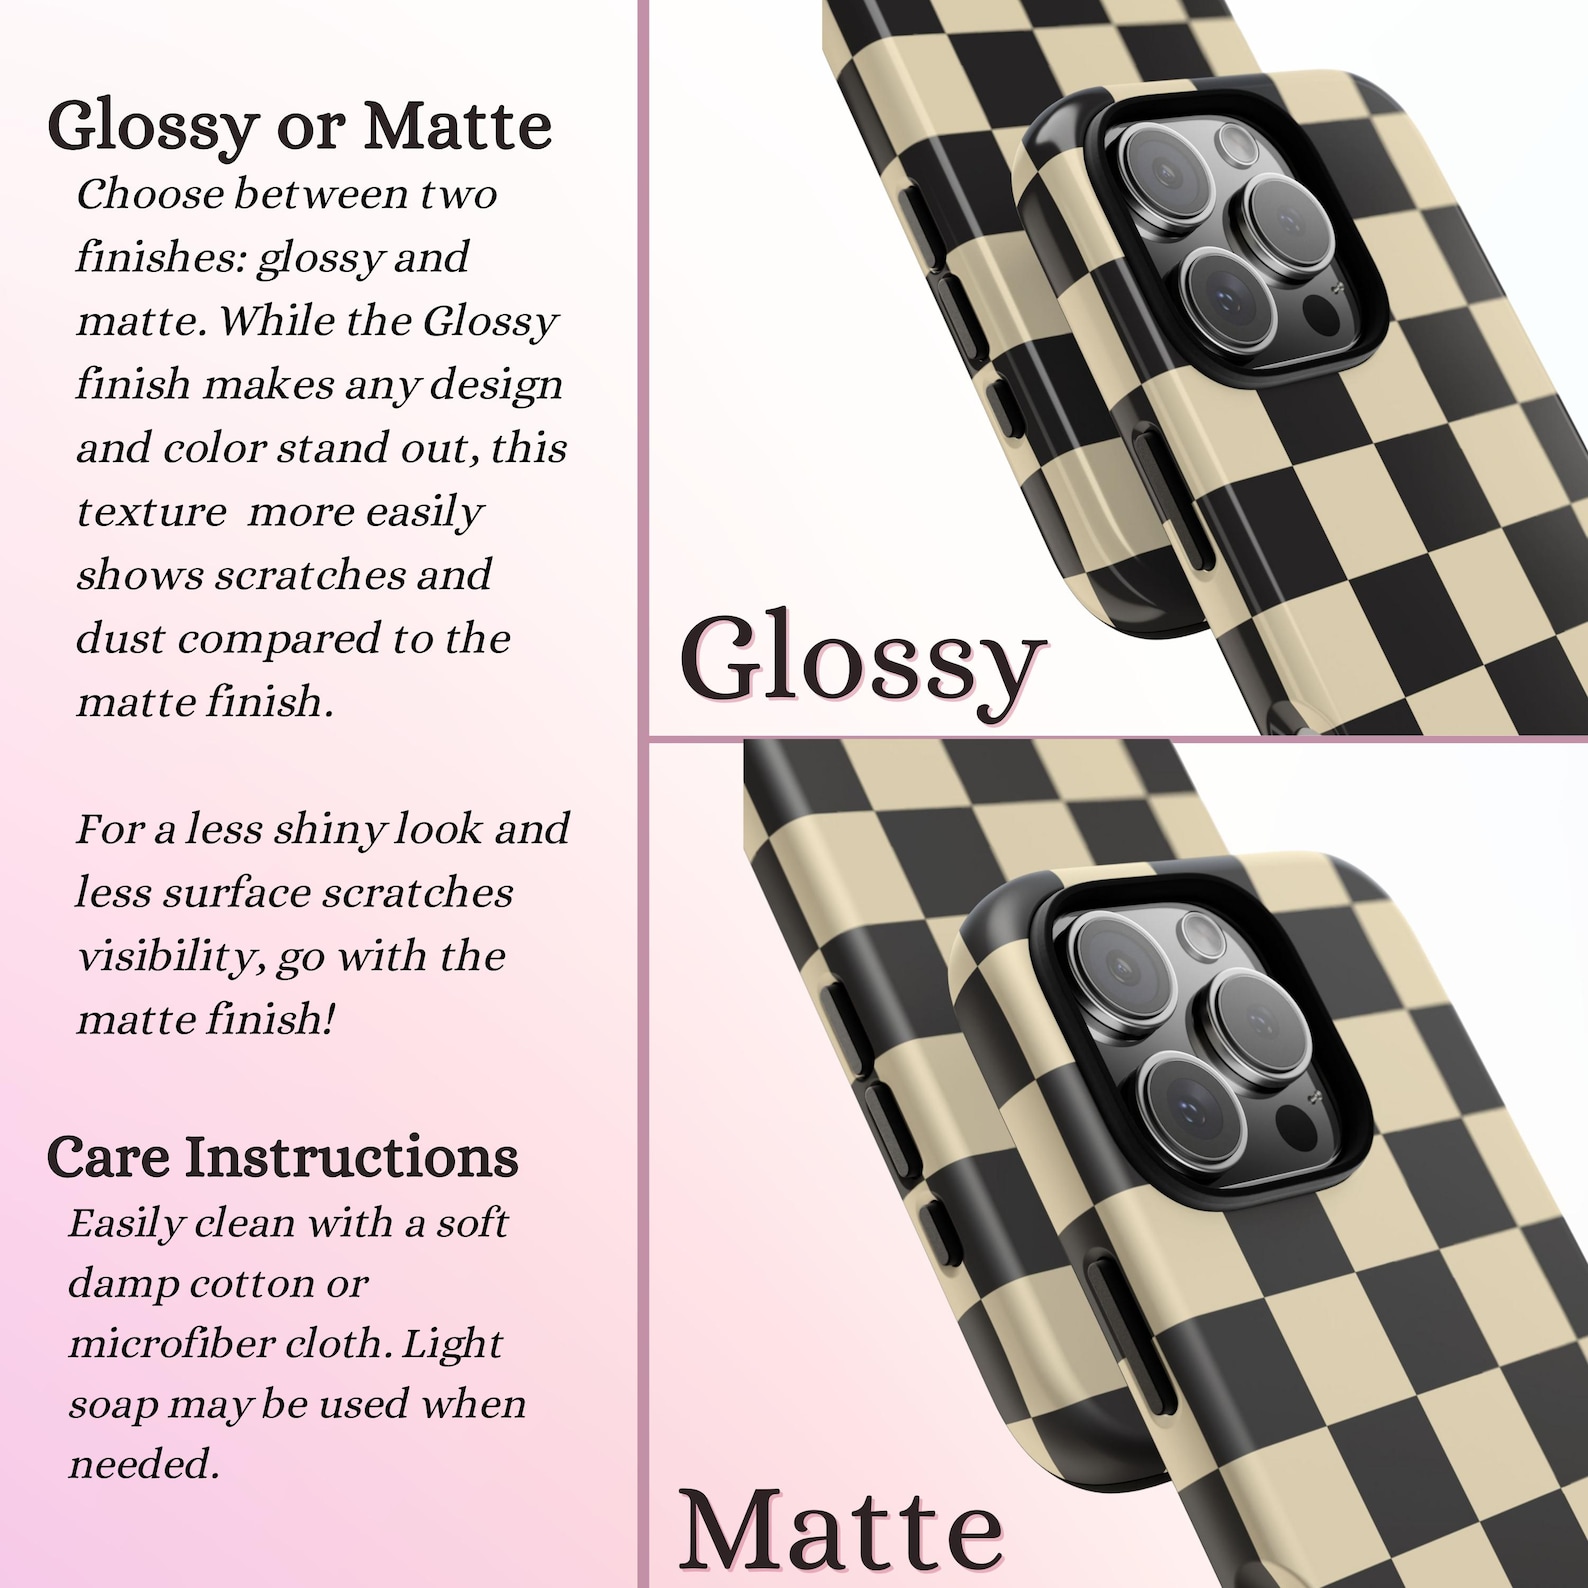 Glossy or Matte
Choose between two
finishes: glossy and
matte. While the Glossy
finish makes any design
and color stand out, this
texture  more easily
shows scratches and
dust compared to the
matte finish.
For a less shiny look and
less surface scratches
visibility, go with the
matte finish!
Care Instructions
Easily clean with a soft
damp cotton or
microfiber cloth. Light
soap may be used when
needed.
Glossy
Matte